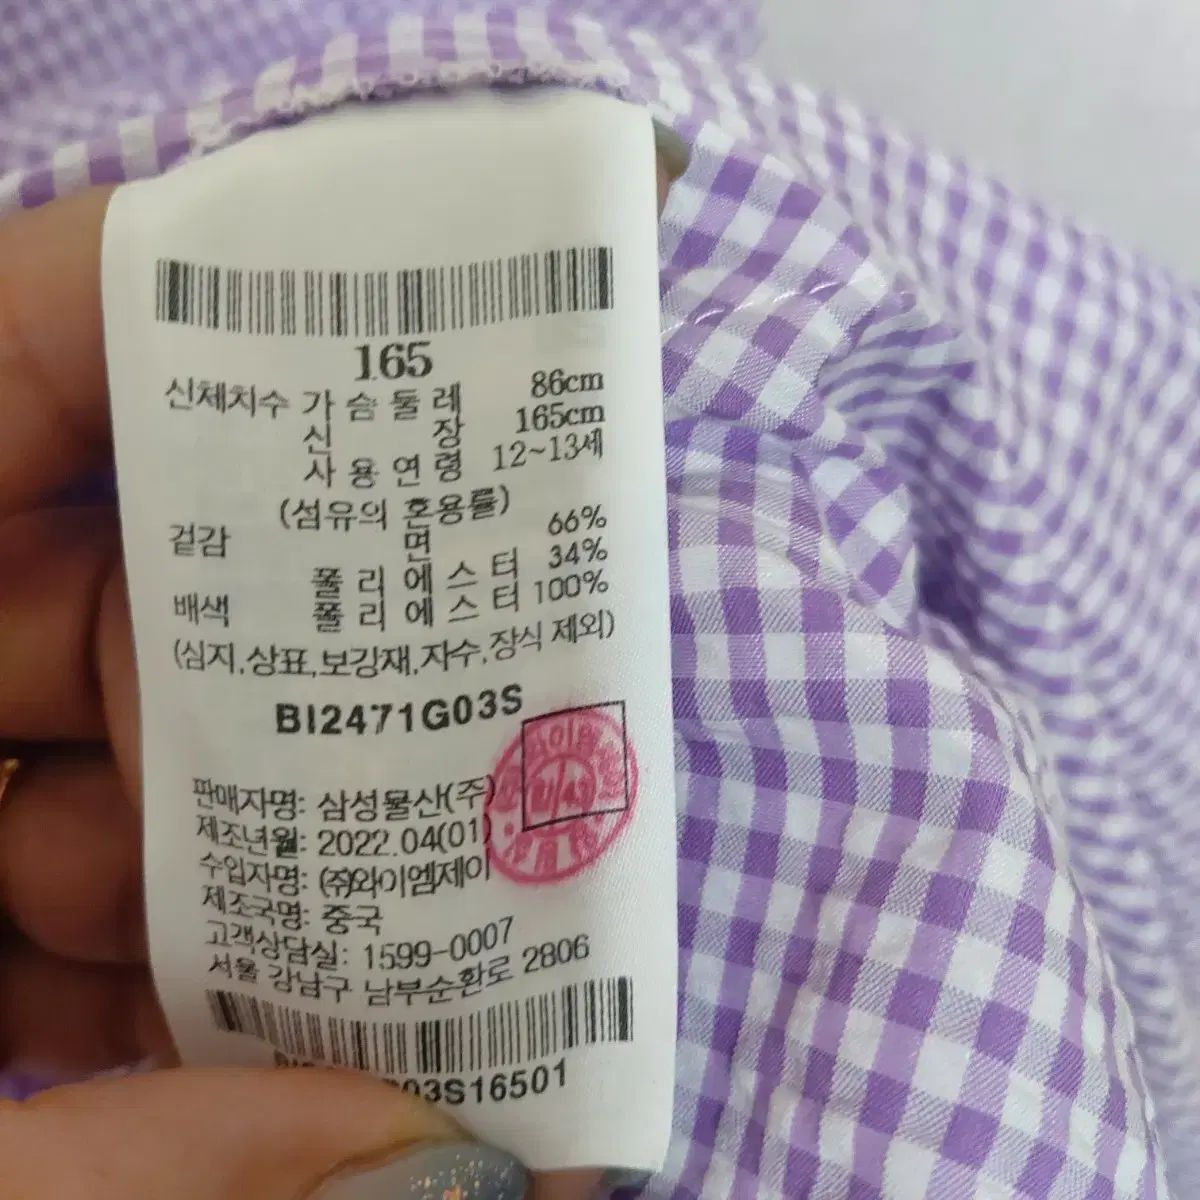 165
신체치수 가슴둘레 86cm
신장 165cm
사용연령 12~13세
(섬유의 혼용률)
겉감 면 66%
폴리에스터 34%
배색 폴리에스터 100%
(심지,상표,보강재,자수,장식 제외)
BI2471G03S
판매자명: 삼성물산(주)
제조년월: 2022.04(01)
수입자명: ㈜와이엠제이
제조국명: 중국
고객상담실: 1599-0007
서울 강남구 남부순환로 2806
03S16501